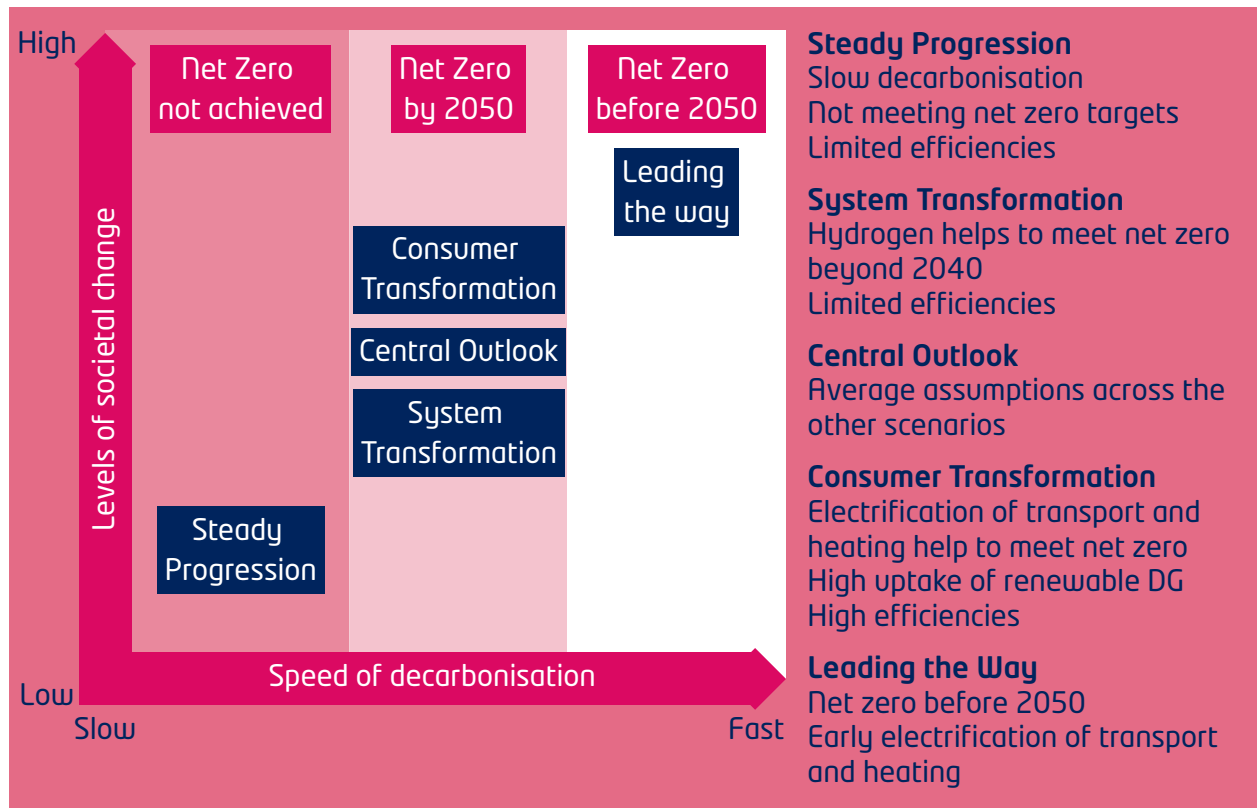 High
Net Zero
not achieved
Net Zero
by 2050
Net Zero
before 2050
Leading
the way
Consumer
Transformation
Central Outlook
System
Transformation
Steady
Progression
Levels of societal change
Speed of decarbonisation
Low
Slow
Fast
Steady Progression
Slow decarbonisation
Not meeting net zero targets
Limited efficiencies
System Transformation
Hydrogen helps to meet net zero
beyond 2040
Limited efficiencies
Central Outlook
Average assumptions across the
other scenarios
Consumer Transformation
Electrification of transport and
heating help to meet net zero
High uptake of renewable DG
High efficiencies
Leading the Way
Net zero before 2050
Early electrification of transport
and heating